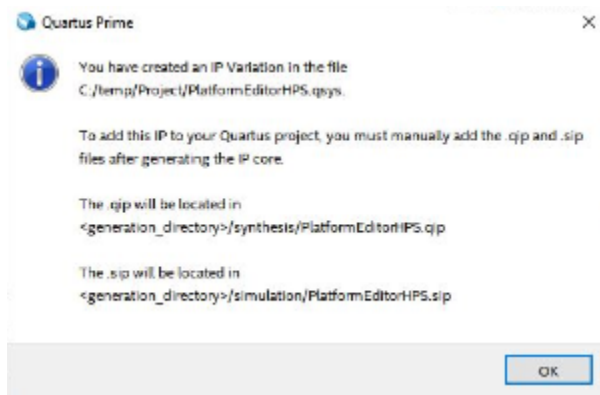 Quartus Prime
You have created an IP Variation in the file
C:/temp/Project/PlatformEditorHPS.qsys.
To add this IP to your Quartus project, you must manually add the .qip and .sip
files after generating the IP core.
The .qip will be located in
<generation_directory>/synthesis/PlatformEditorHPS.qip
The .sip will be located in
<generation_directory>/simulation/PlatformEditorHPS.sip
OK